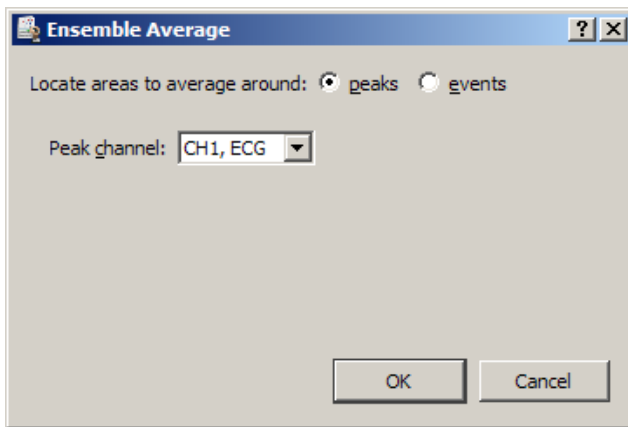 Ensemble Average
Locate areas to average around: peaks events
Peak channel: CH1, ECG
OK Cancel